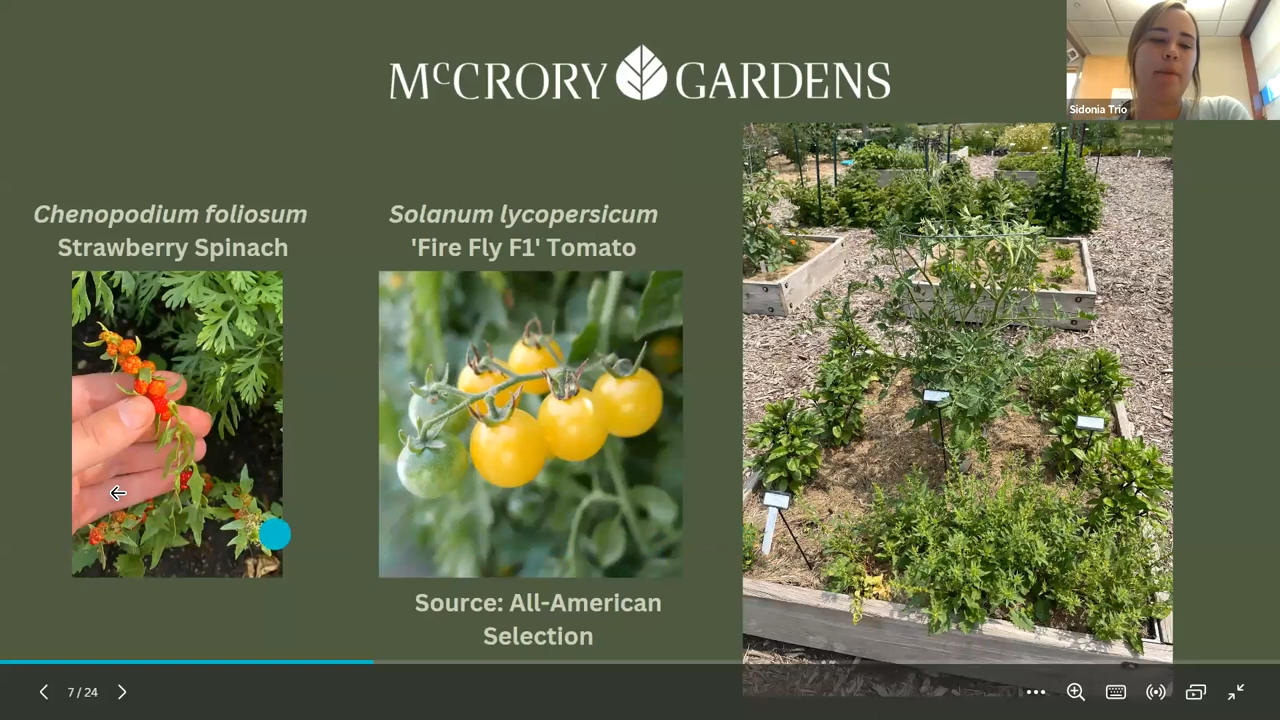 McCRORY GARDENS
Sidonia Trio
Chenopodium foliosum
Strawberry Spinach
Solanum lycopersicum
'Fire Fly F1' Tomato
Source: All-American
Selection
7 / 24